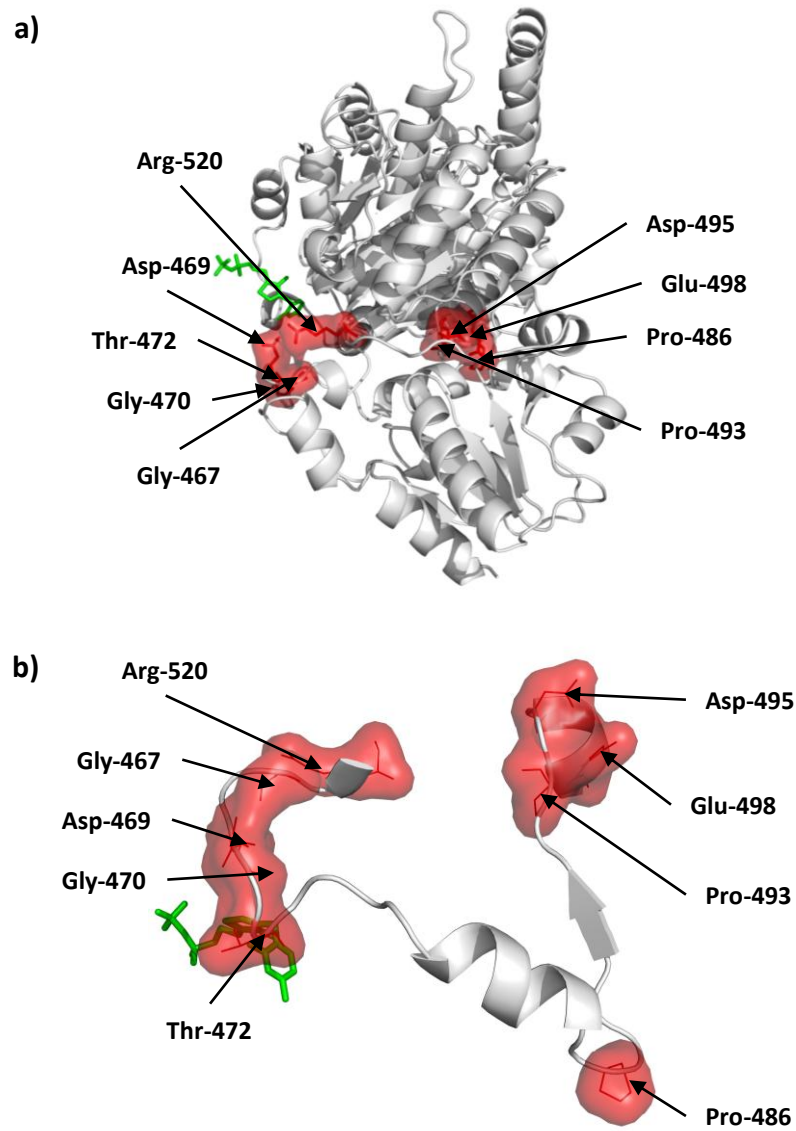 a)
Arg-520
Asp-469
Thr-472
Gly-470
Gly-467
Asp-495
Glu-498
Pro-486
Pro-493
b)
Arg-520
Gly-467
Asp-469
Gly-470
Thr-472
Asp-495
Glu-498
Pro-493
Pro-486